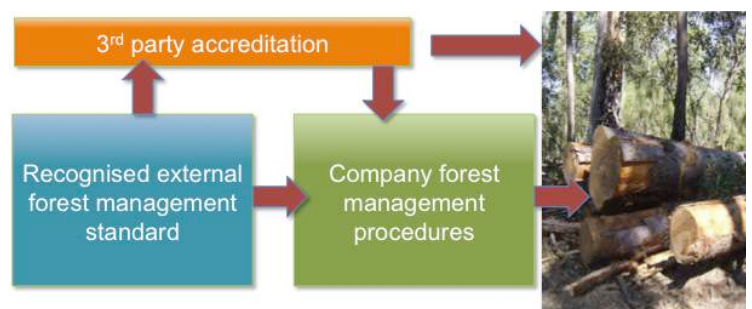 3rd party accreditation
Recognised external
forest management
standard
Company forest
management
procedures